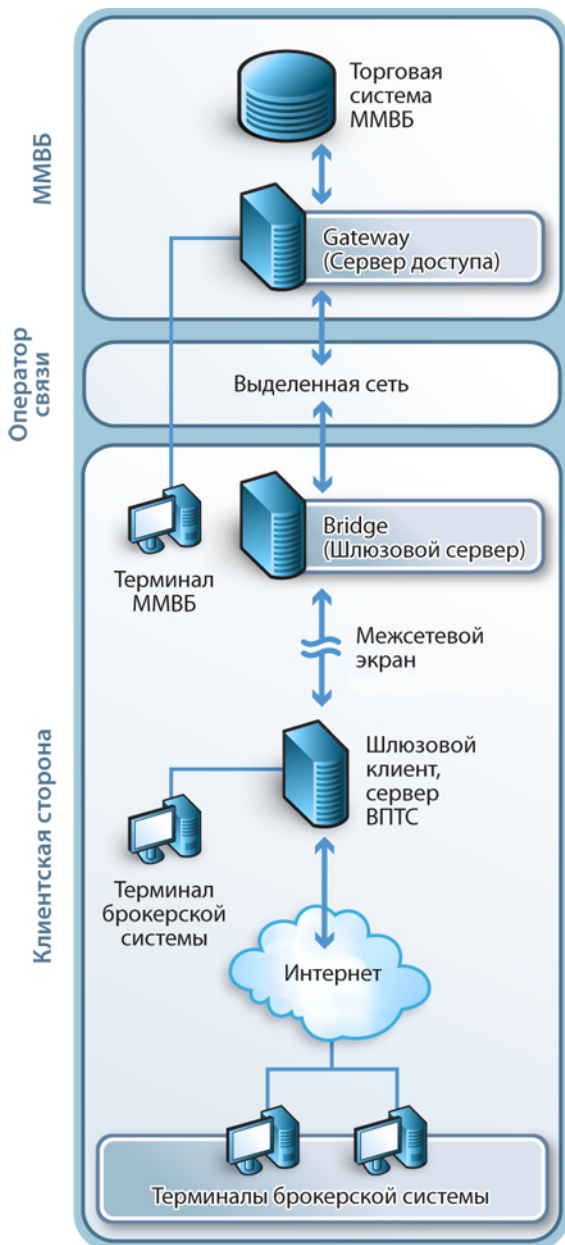 ММВБ
Торговая
система
ММВБ
Gateway
(Сервер доступа)
Оператор
связи
Выделенная сеть
Клиентская сторона
Bridge
(Шлюзовой сервер)
Терминал
ММВБ
Межсетевой
экран
Шлюзовой
клиент,
сервер
ВПТС
Терминал
брокерской
системы
Интернет
Терминалы брокерской системы